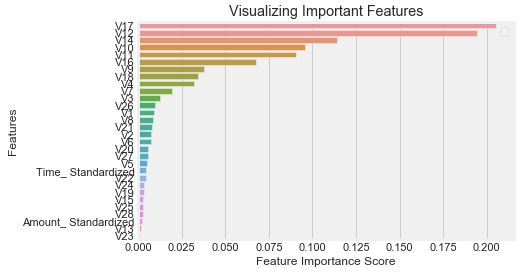 Visualizing Important Features
V17
V12
V14
V10
V11
V16
V9
V18
V4
V7
V3
V26
V1
V8
V21
V2
V6
V20
V27
V5
Time_ Standardized
V22
V24
V19
V15
V25
V28
Amount_ Standardized
V13
V23
Features
0.000 0.025 0.050 0.075 0.100 0.125 0.150 0.175 0.200
Feature Importance Score